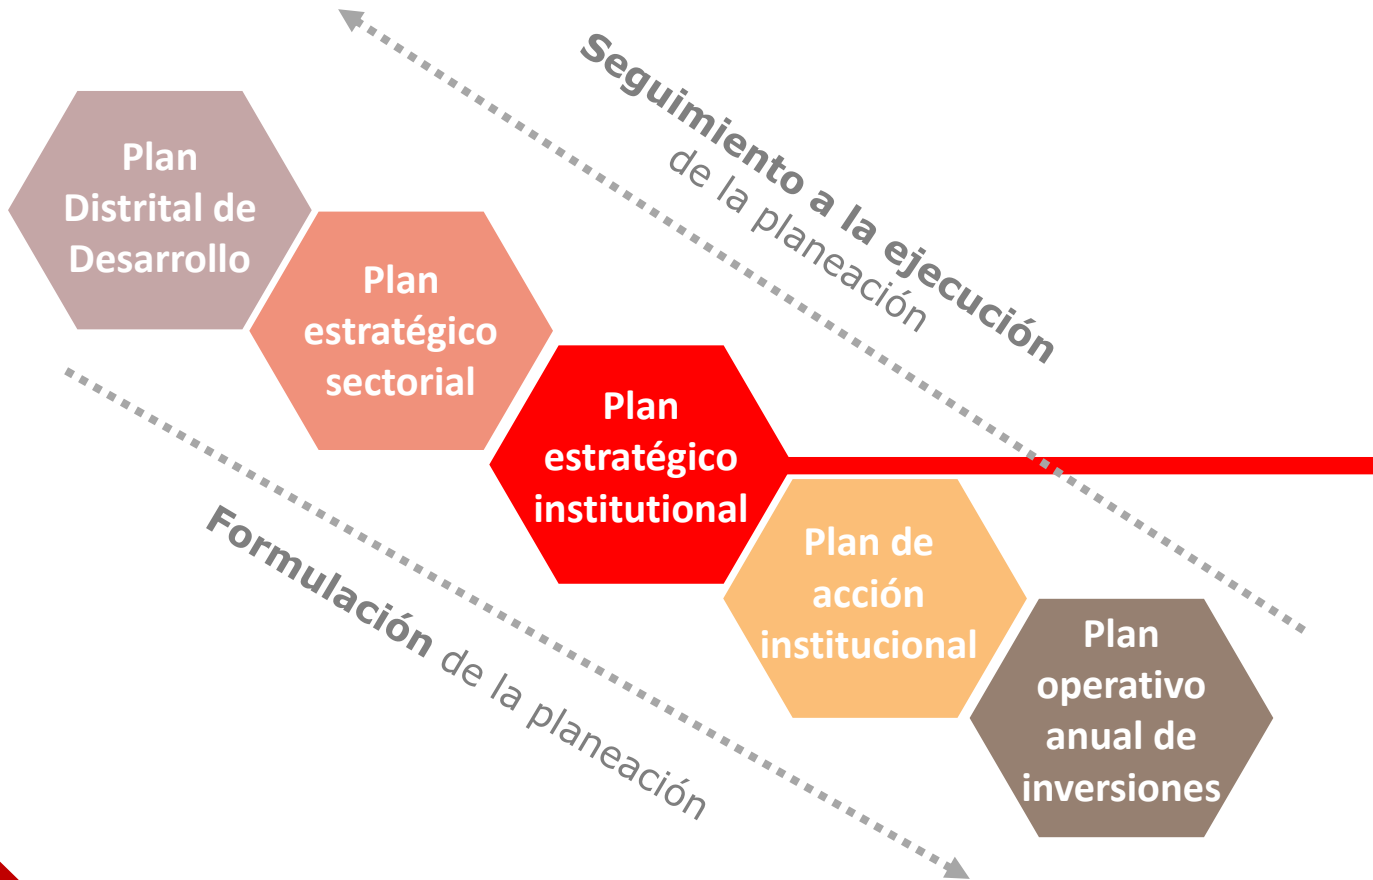 Seguimiento a la ejecución
de la planeación
Plan
Distrital de
Desarrollo
Plan
estratégico
sectorial
Plan
estratégico
institutional
Plan de
acción
institucional
Plan
operativo
anual de
inversiones
Formulación de la planeación